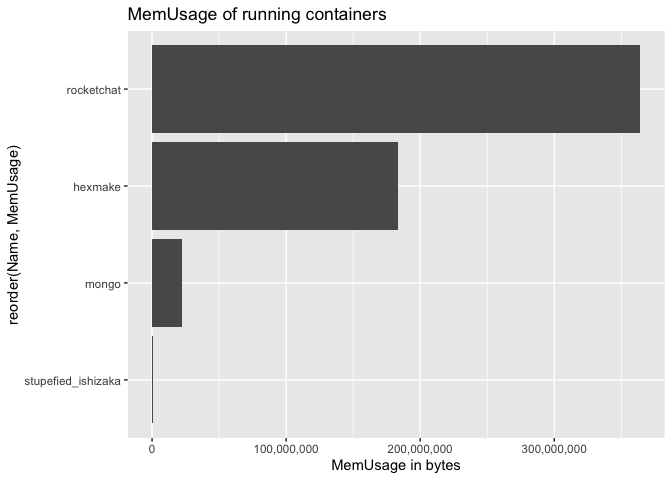 MemUsage of running containers
reorder(Name, MemUsage)
rocketchat
hexmake
mongo
stupefied_ishizaka
0 100,000,000 200,000,000 300,000,000
MemUsage in bytes